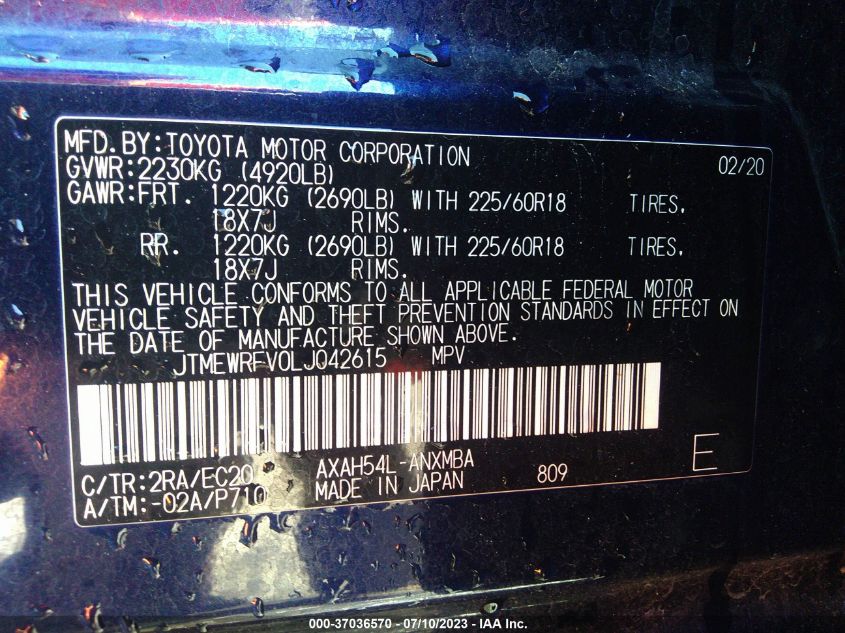 MFD.BY:TOYOTA MOTOR CORPORATION 02/20
GVWR:2230KG (4920LB)
GAWR:FRT. 1220KG (2690LB) WITH 225/60R18 TIRES,
18X7J RIMS.
RR. 1220KG (2690LB) WITH 225/60R18 TIRES,
18X7J RIMS.
THIS VEHICLE CONFORMS TO ALL APPLICABLE FEDERAL MOTOR
VEHICLE SAFETY AND THEFT PREVENTION STANDARDS IN EFFECT ON
THE DATE OF MANUFACTURE SHOWN ABOVE.
JTMEWRFV0LJ042615 MPV
C/TR:2RA/EC20 AXAH54L-ANXMBA E
A/TM:-02A/P710 MADE IN JAPAN 809
000-37036570 - 07/10/2023 - IAA Inc.